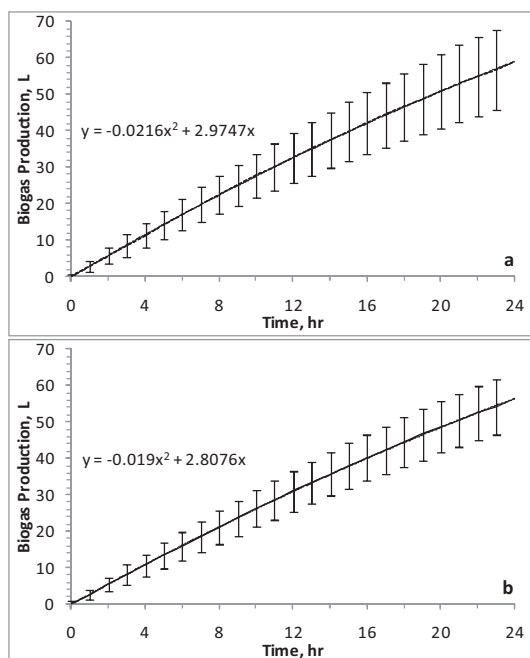 70
60
50
40
30
20
10
0
Biogas Production, L
y = -0.0216x² + 2.9747x
a
0 4 8 12 16 20 24
Time, hr
70
60
50
40
30
20
10
0
Biogas Production, L
y = -0.019x² + 2.8076x
b
0 4 8 12 16 20 24
Time, hr